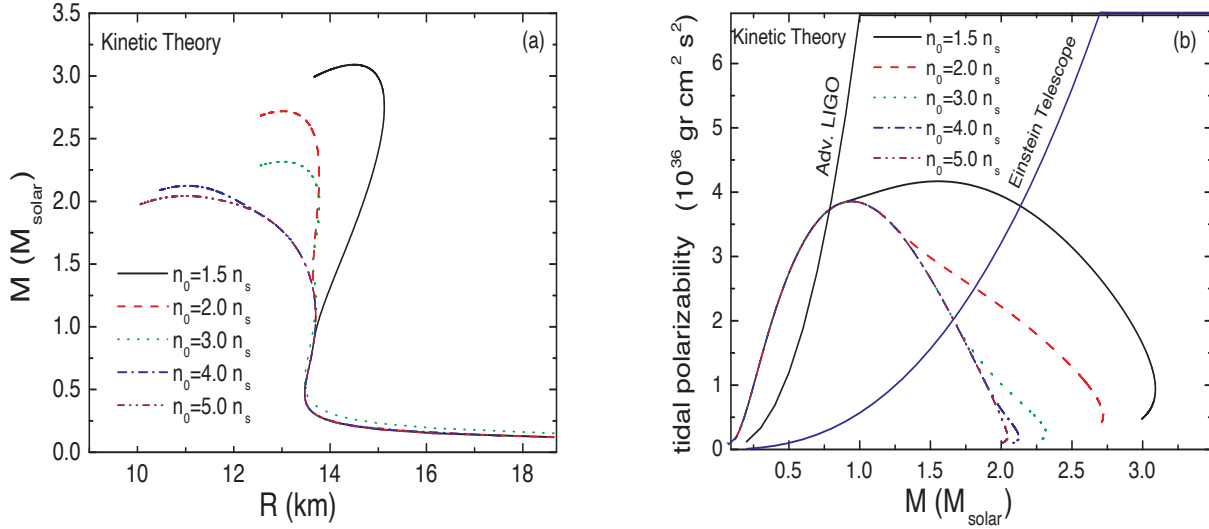 Kinetic Theory
(a)
M (M_solar)
3.5
3.0
2.5
2.0
1.5
1.0
0.5
0.0
n_0=1.5 n_s
n_0=2.0 n_s
n_0=3.0 n_s
n_0=4.0 n_s
n_0=5.0 n_s
10 12 14 16 18
R (km)
Kinetic Theory
(b)
tidal polarizability (10^36 gr cm^2 s^2)
6
5
4
3
2
1
0
n_0=1.5 n_s
n_0=2.0 n_s
n_0=3.0 n_s
n_0=4.0 n_s
n_0=5.0 n_s
Adv. LIGO
Einstein Telescope
0.5 1.0 1.5 2.0 2.5 3.0
M (M_solar)